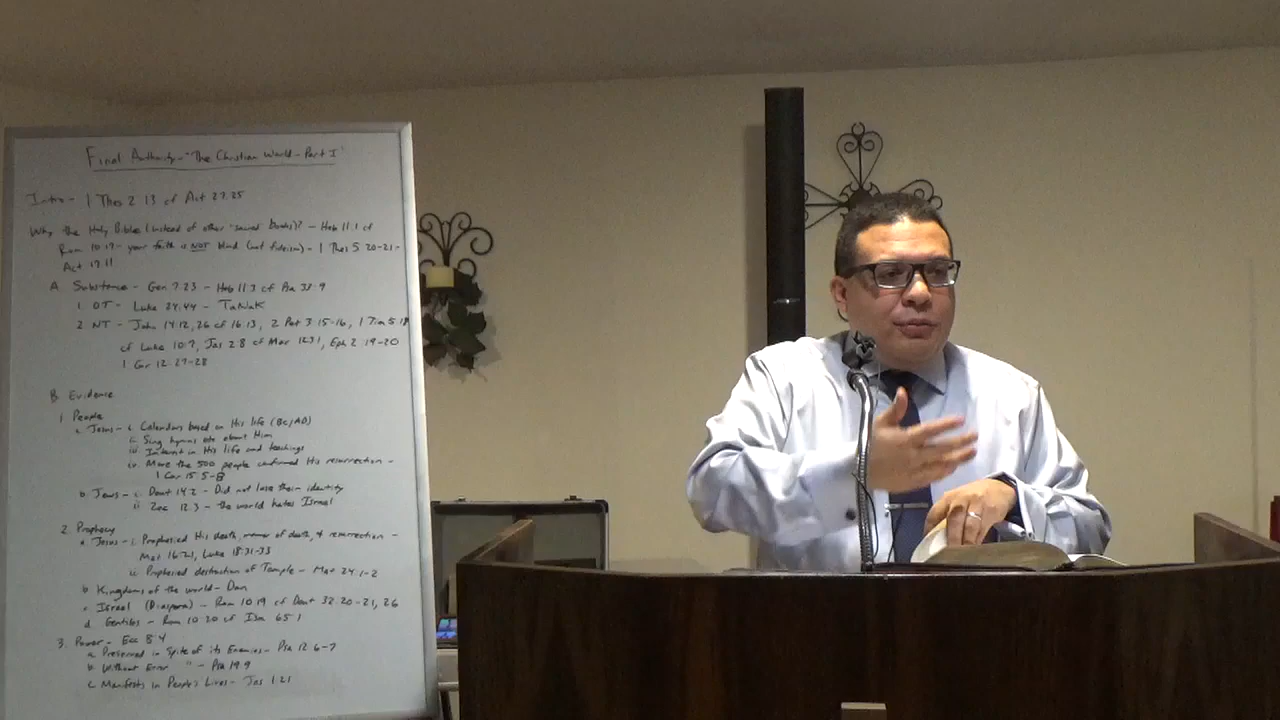 Final Authority - "The Christian World - Part I"
Intro - 1 Thes 2 13 cf Act 27.25
Why the Holy Bible (instead of other "sacred books)? - Heb 11:1 cf
Rom 10:17 - your faith is NOT blind (not fideism) - 1 Thes 5 20-21 -
Act 17.11
A Substance - Gen 7:23 - Heb 11:3 cf Psa 33:9
1 OT - Luke 24:44 - TaNaK
2 NT - John 14:12, 26 cf 16:13, 2 Pet 3:15-16, 1 Tim 5:18
cf Luke 10:7, Jas 2 8 cf Mar 12:31, Eph 2:19-20
1 Cor 12:27-28
B Evidence
1 People
a Jesus - i Calendars based on His life (BC/AD)
ii Sing hymns about Him
iii Interest in His life and teachings
iv More the 500 people confirmed His resurrection -
1 Cor 15 5-8
b Jews - i Deut 14:2 - Did not lose their identity
ii Zec 12.3 - the world hates Israel
2. Prophecy
a Jesus - i Prophesied His death, manner of death, & resurrection -
Mat 16:21, Luke 18:31-33
ii Prophesied destruction of Temple - Mat 24:1-2
b Kingdoms of the world - Dan
c Israel (Diaspora) - Rom 10:19 cf Deut 32:20-21, 26
d Gentiles - Rom 10:20 cf Isa 65 1
3. Power - Ecc 8:4
a Preserved in Spite of its Enemies - Psa 12 6-7
b Without Error " - Psa 19 9
c Manifests in People's Lives - Jas 1:21